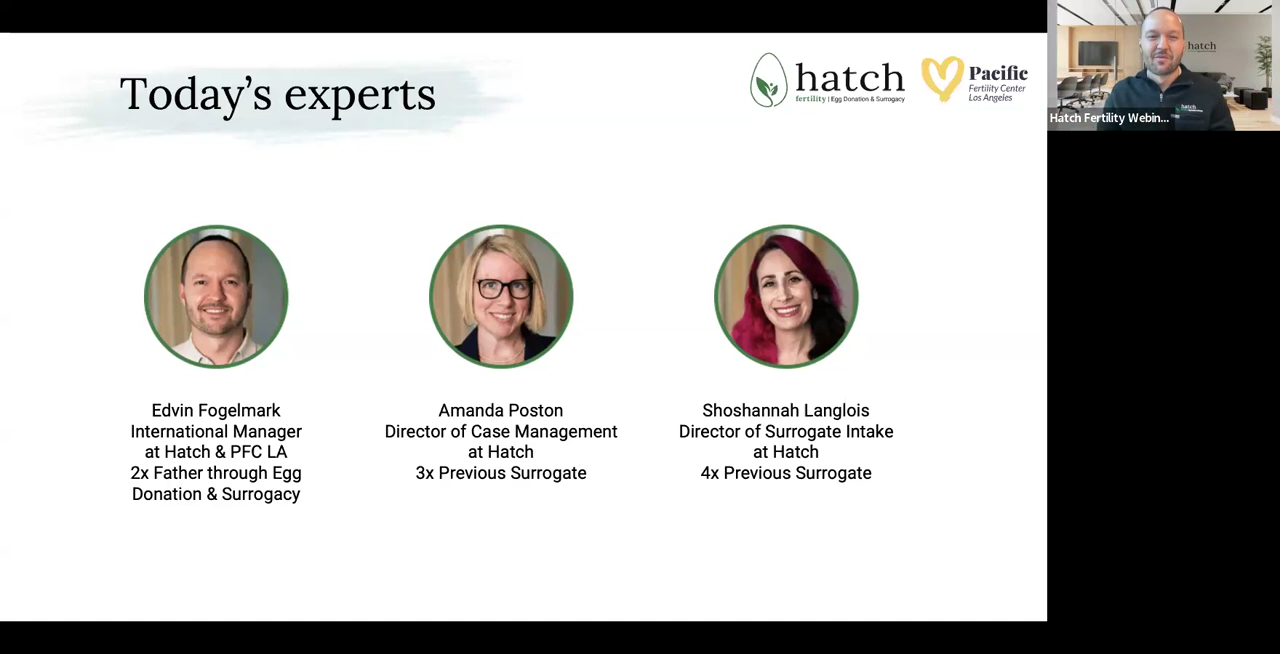 Today's experts
hatch
fertility | Egg Donation & Surrogacy
Pacific
Fertility Center
Los Angeles
hatch
hatch
Hatch Fertility Webin...
Edvin Fogelmark
International Manager
at Hatch & PFC LA
2x Father through Egg
Donation & Surrogacy
Amanda Poston
Director of Case Management
at Hatch
3x Previous Surrogate
Shoshannah Langlois
Director of Surrogate Intake
at Hatch
4x Previous Surrogate